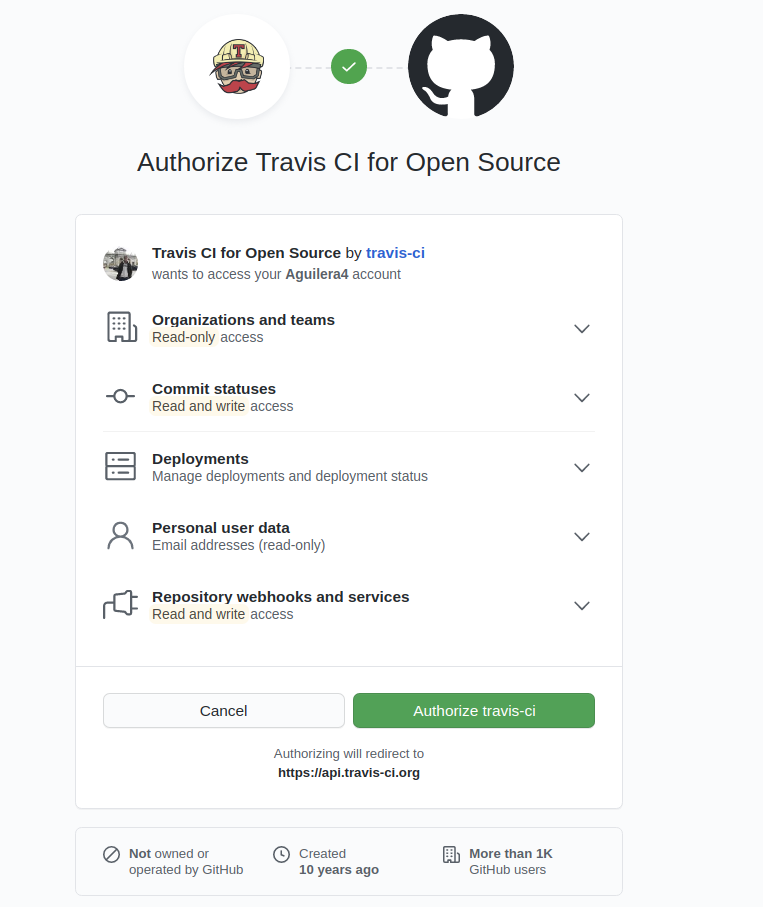 T
Authorize Travis CI for Open Source
Travis CI for Open Source by travis-ci
wants to access your Aguilera4 account
Organizations and teams
Read-only access
Commit statuses
Read and write access
Deployments
Manage deployments and deployment status
Personal user data
Email addresses (read-only)
Repository webhooks and services
Read and write access
Cancel
Authorize travis-ci
Authorizing will redirect to
https://api.travis-ci.org
Not owned or
operated by GitHub
Created
10 years ago
More than 1K
GitHub users